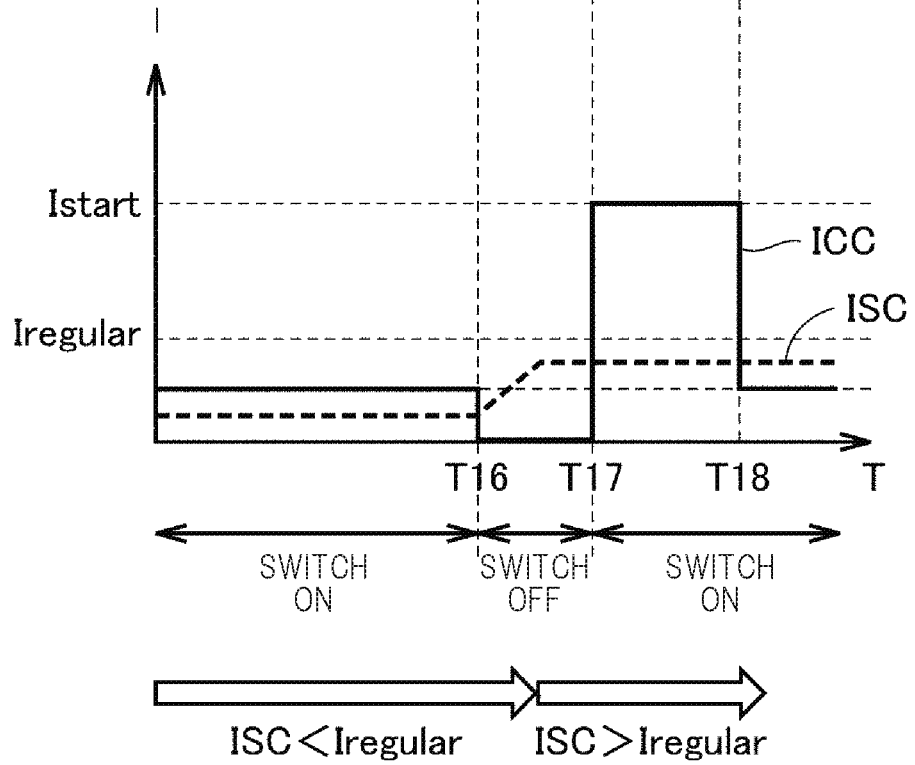 I
Istart
ICC
ISC
Iregular
T16 T17 T18 T
SWITCH ON
SWITCH OFF
SWITCH ON
ISC<Iregular
ISC>Iregular